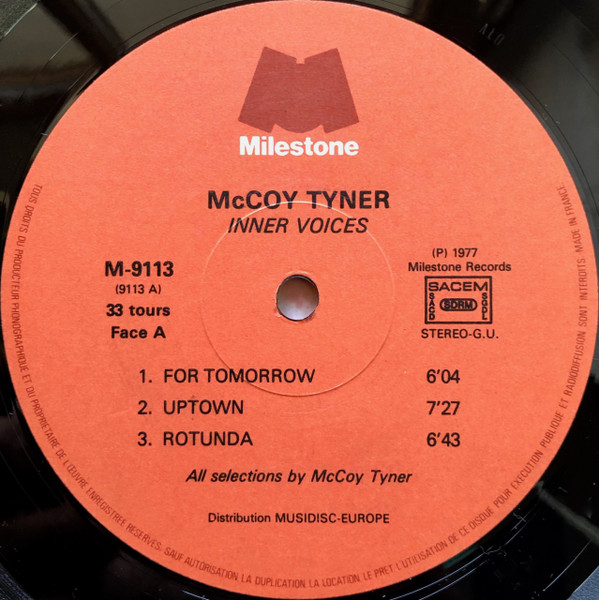 ALO
Milestone
McCOY TYNER
INNER VOICES
M-9113
(9113 A)
33 tours
Face A
(P) 1977
Milestone Records
SACEM
SACD
SDRM
SGDL
STEREO-G.U.
1. FOR TOMORROW 6'04
2. UPTOWN 7'27
3. ROTUNDA 6'43
All selections by McCoy Tyner
Distribution MUSIDISC-EUROPE
TOUS DROITS DU PRODUCTEUR PHONOGRAPHIQUE ET DU PROPRIETAIRE DE L'ŒUVRE ENREGISTREE RESERVES. SAUF AUTORISATION LA DUPLICATION, LA LOCATION, LE PRET L'UTILISATION DE CE DISQUE POUR EXECUTION PUBLIQUE ET RADIODIFFUSION SONT INTERDITS. MADE IN FRANCE